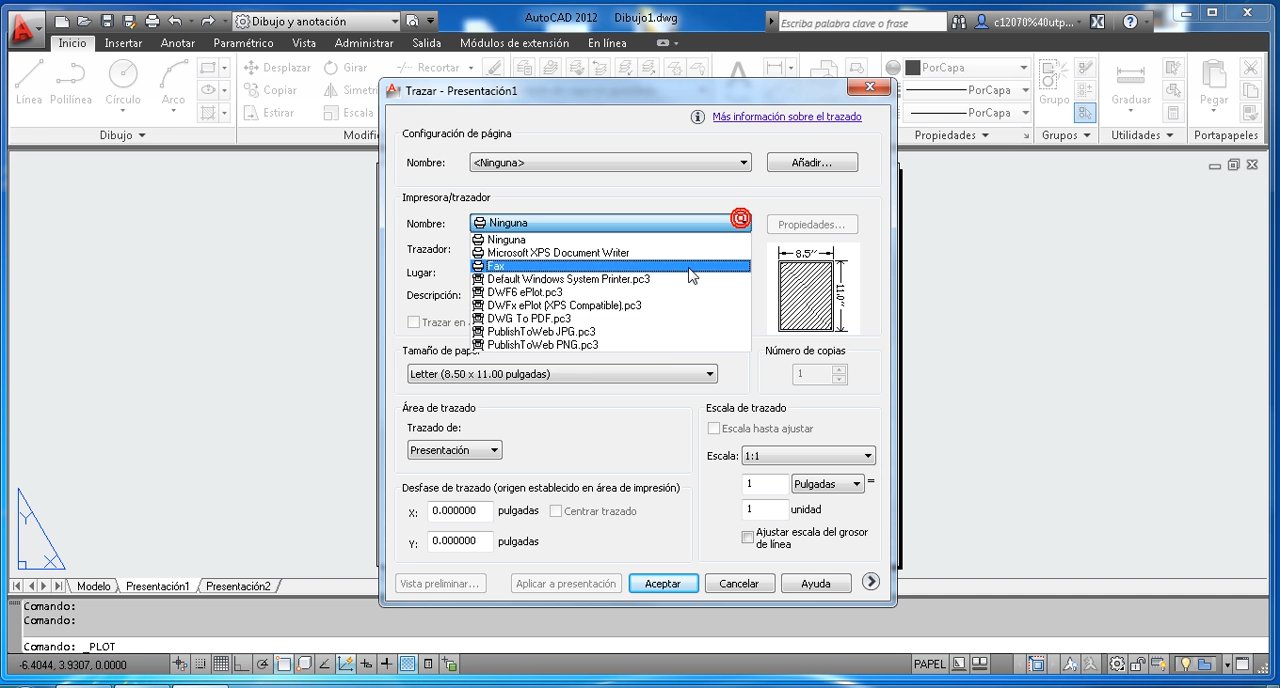 Dibujo y anotación
AutoCAD 2012 Dibujo1.dwg
Escriba palabra clave o frase
c12070%40utp...
Inicio Insertar Anotar Paramétrico Vista Administrar Salida Módulos de extensión En línea
Línea Polilínea Círculo Arco
Desplazar Girar Recortar
Copiar
Estirar Escala
PorCapa
PorCapa
PorCapa
Grupo Graduar Pegar
Dibujo Propiedades Grupos Utilidades Portapapeles
Trazar - Presentación1
Más información sobre el trazado
Configuración de página
Nombre: <Ninguna> Añadir...
Impresora/trazador
Nombre: Ninguna Propiedades...
Trazador:
Lugar:
Descripción:
Trazar en
Ninguna
Microsoft XPS Document Writer
Fax
Default Windows System Printer.pc3
DWF6 ePlot.pc3
DWFx ePlot (XPS Compatible).pc3
DWG To PDF.pc3
PublishToWeb JPG.pc3
PublishToWeb PNG.pc3
8.5''
11.0''
Tamaño de
Letter (8.50 x 11.00 pulgadas)
Número de copias
1
Área de trazado
Trazado de:
Presentación
Escala de trazado
Escala hasta ajustar
Escala: 1:1
1 Pulgadas =
1 unidad
Ajustar escala del grosor
de línea
Desfase de trazado (origen establecido en área de impresión)
X: 0.000000 pulgadas Centrar trazado
Y: 0.000000 pulgadas
Vista preliminar... Aplicar a presentación Aceptar Cancelar Ayuda
Y
X
Modelo Presentación1 Presentación2
Comando:
Comando:
Comando: _PLOT
-6.4044, 3.9307, 0.0000
PAPEL